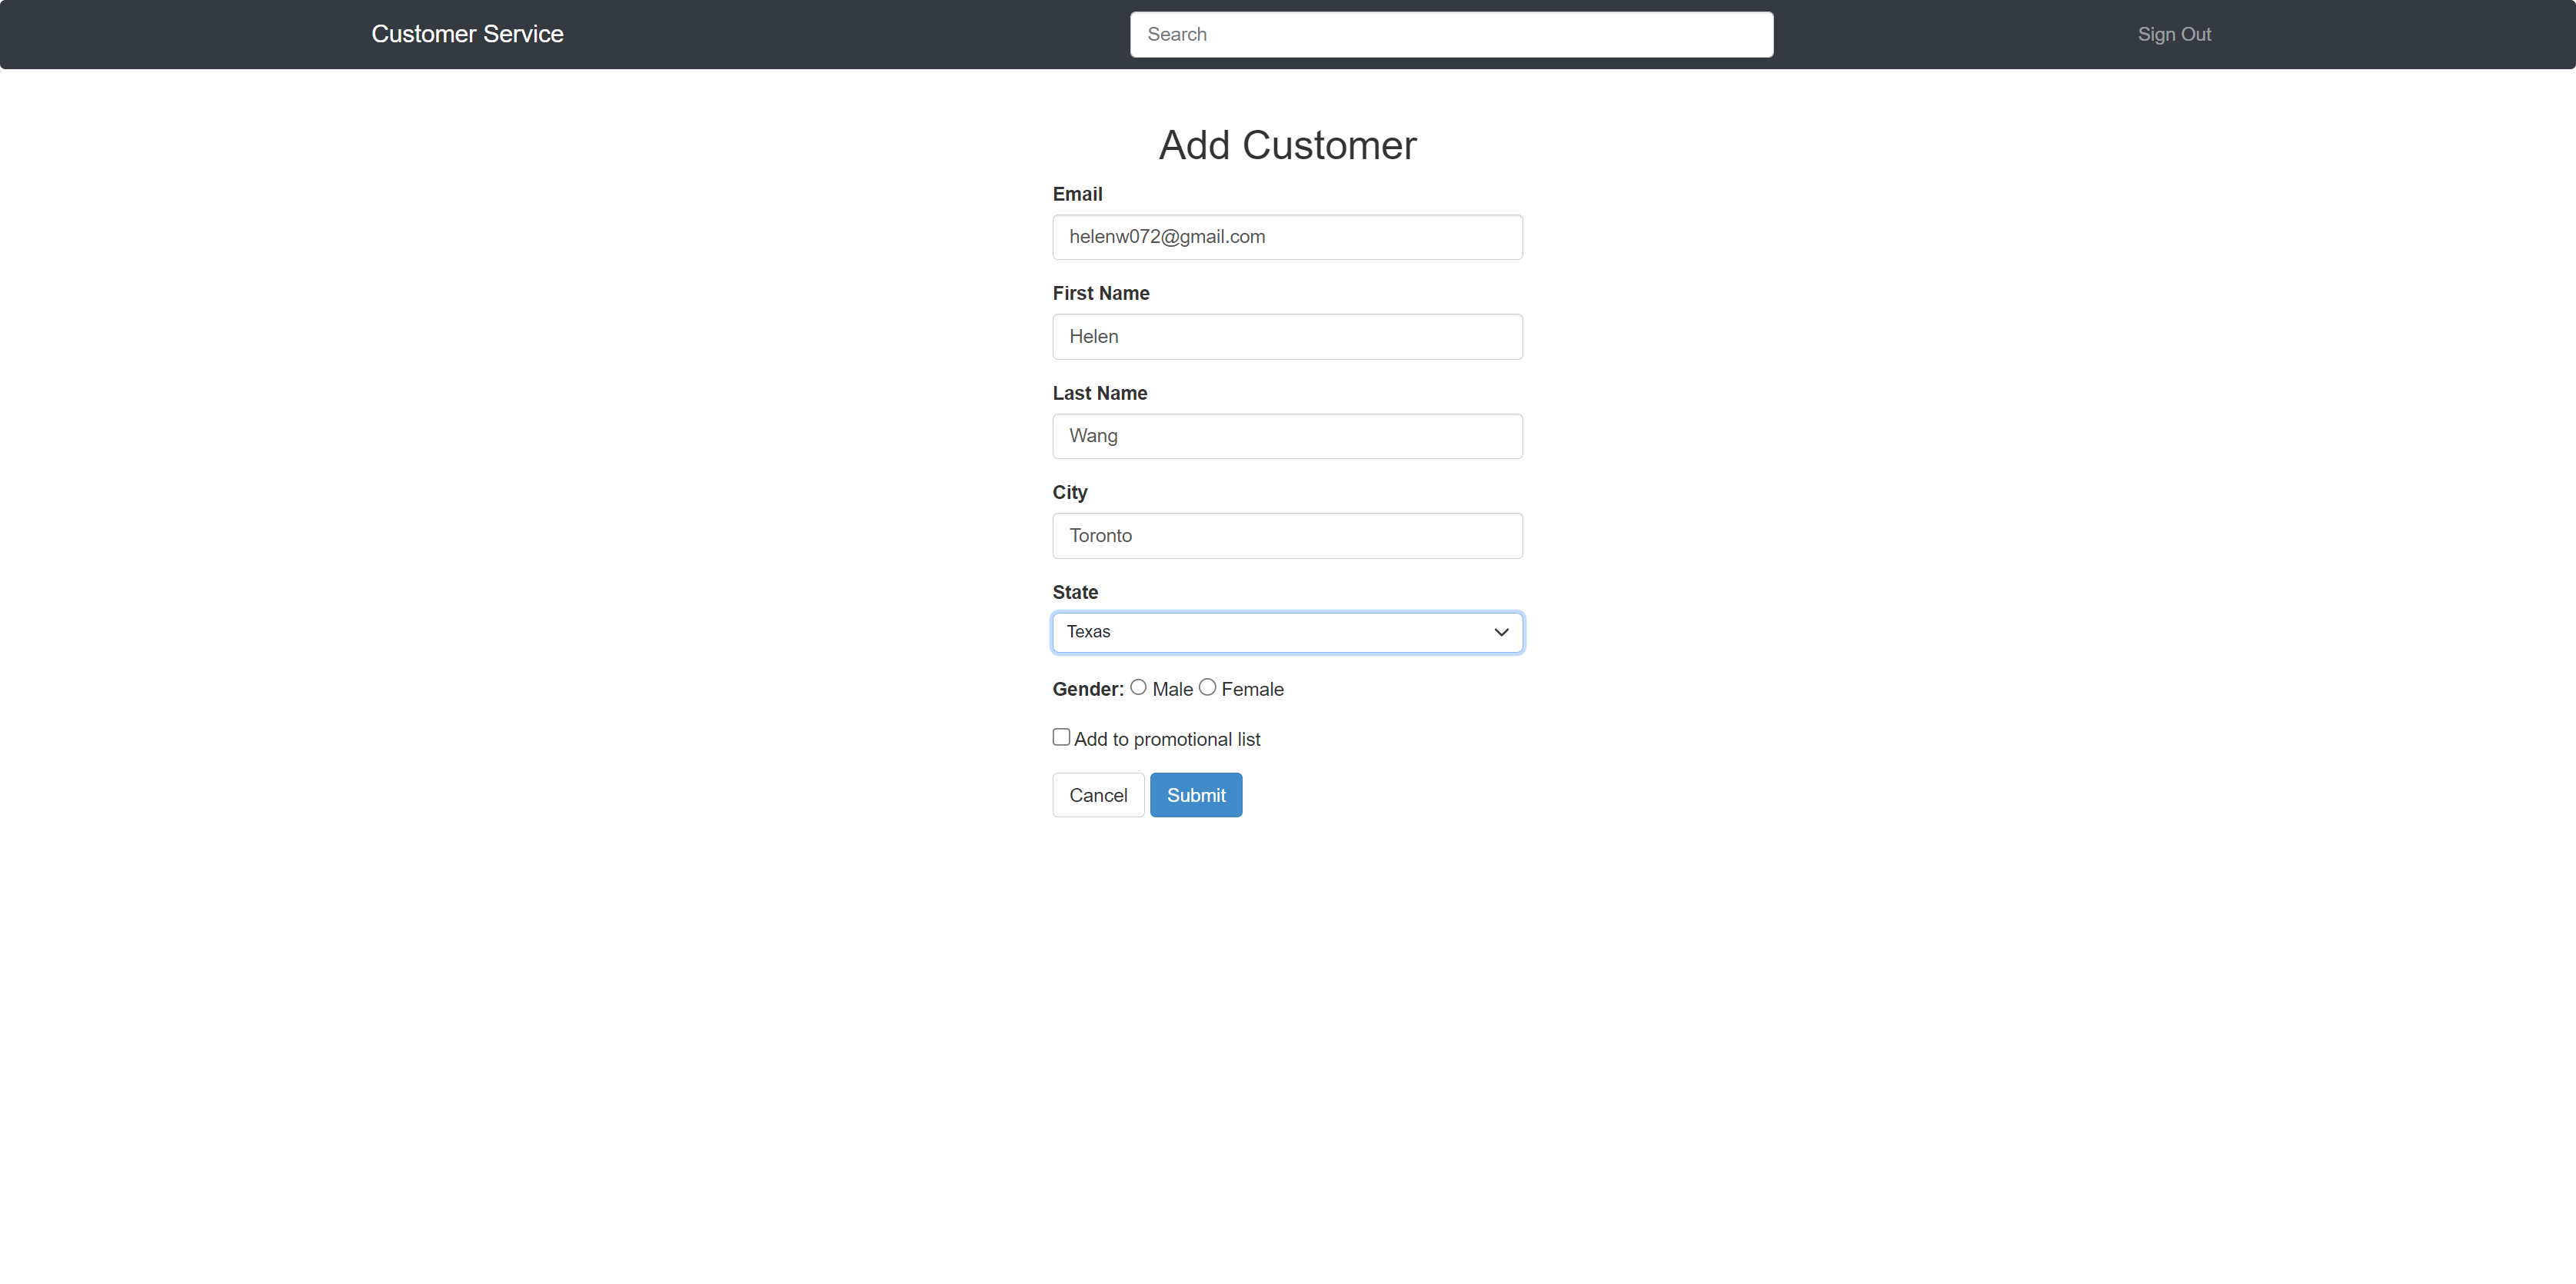 Customer Service
Search
Sign Out
Add Customer
Email
helenw072@gmail.com
First Name
Helen
Last Name
Wang
City
Toronto
State
Texas
Gender: Male Female
Add to promotional list
Cancel Submit